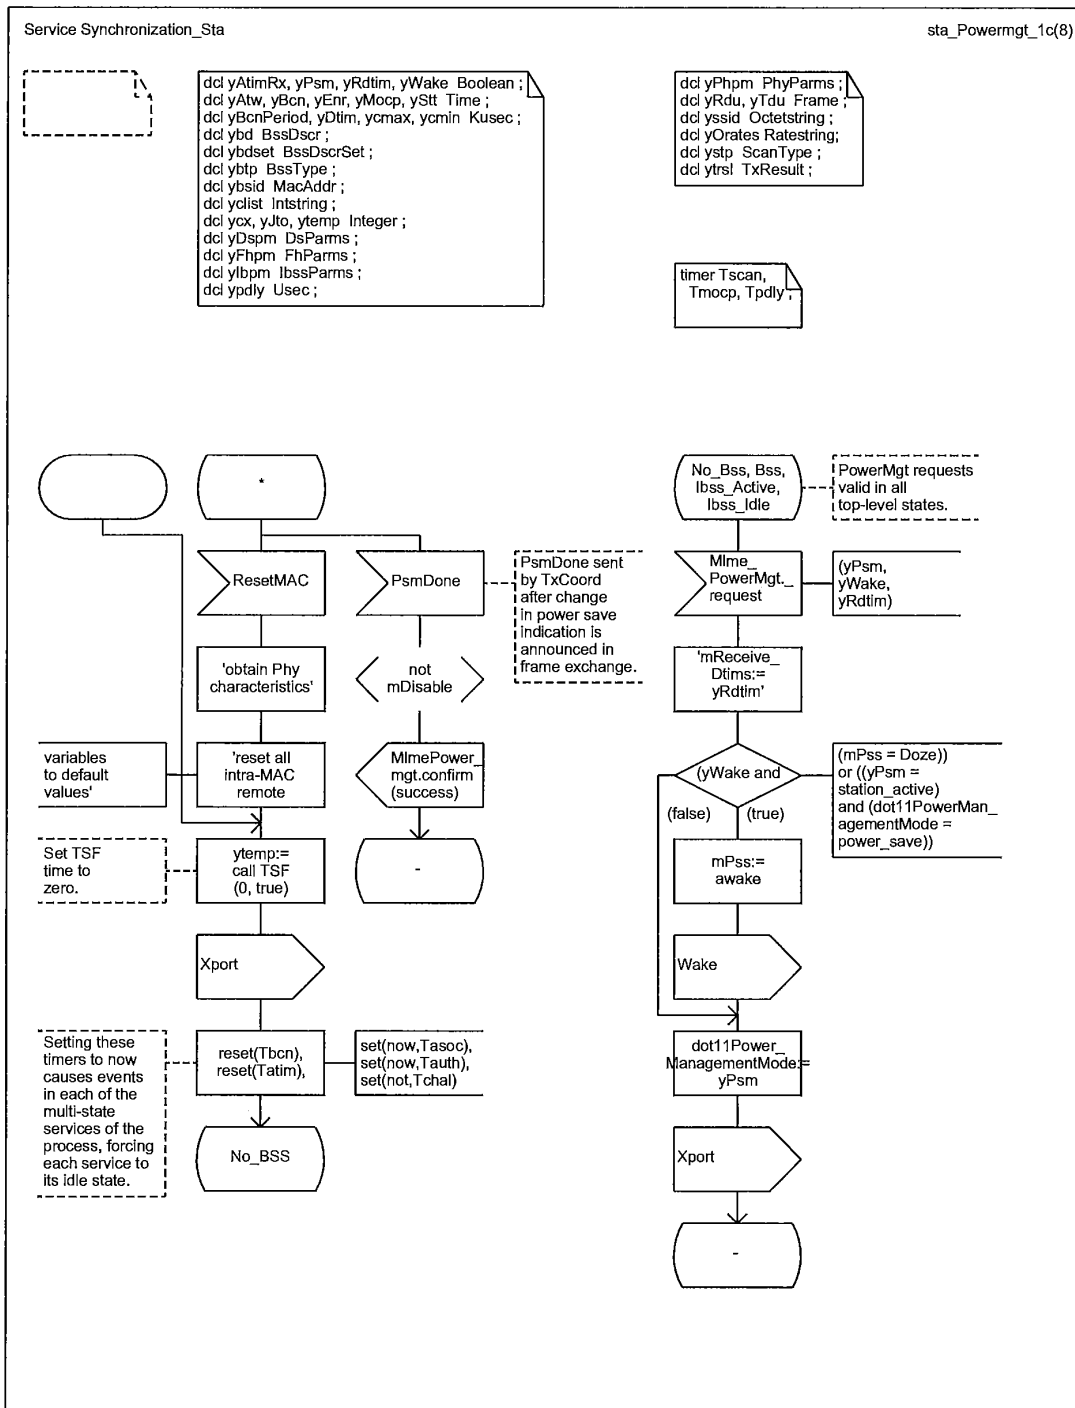 Service Synchronization_Sta
sta_Powermgt_1c(8)
dcl yAtimRx, yPsm, yRdtim, yWake Boolean ;
dcl yAtw, yBcn, yEnr, yMocp, yStt Time ;
dcl yBcnPeriod, yDtim, ycmax, ycmin Kusec ;
dcl ybd BssDscr ;
dcl ybdset BssDscrSet ;
dcl ybtp BssType ;
dcl ybsid MacAddr ;
dcl yclist Intstring ;
dcl ycx, yJto, ytemp Integer ;
dcl yDspm DsParms ;
dcl yFhpm FhParms ;
dcl yIbpm IbssParms ;
dcl ypdly Usec ;
dcl yPhpm PhyParms ;
dcl yRdu, yTdu Frame ;
dcl yssid Octetstring ;
dcl yOrates Ratestring;
dcl ystp ScanType ;
dcl ytrsl TxResult ;
timer Tscan,
Tmocp, Tpdly ;
*
ResetMAC
'obtain Phy
characteristics'
'reset all
intra-MAC
remote
variables
to default
values'
ytemp:=
call TSF
(0, true)
Set TSF
time to
zero.
Xport
reset(Tbcn),
reset(Tatim),
set(now,Tasoc),
set(now,Tauth),
set(not,Tchal)
Setting these
timers to now
causes events
in each of the
multi-state
services of the
process, forcing
each service to
its idle state.
No_BSS
PsmDone
PsmDone sent
by TxCoord
after change
in power save
indication is
announced in
frame exchange.
not
mDisable
MlmePower_
mgt.confirm
(success)
-
No_Bss, Bss,
Ibss_Active,
Ibss_Idle
PowerMgt requests
valid in all
top-level states.
Mlme_
PowerMgt._
request
(yPsm,
yWake,
yRdtim)
'mReceive_
Dtims:=
yRdtim'
(yWake and
(mPss = Doze))
or ((yPsm =
station_active)
and (dot11PowerMan_
agementMode =
power_save))
(false)
(true)
mPss:=
awake
Wake
dot11Power_
ManagementMode:=
yPsm
Xport
-